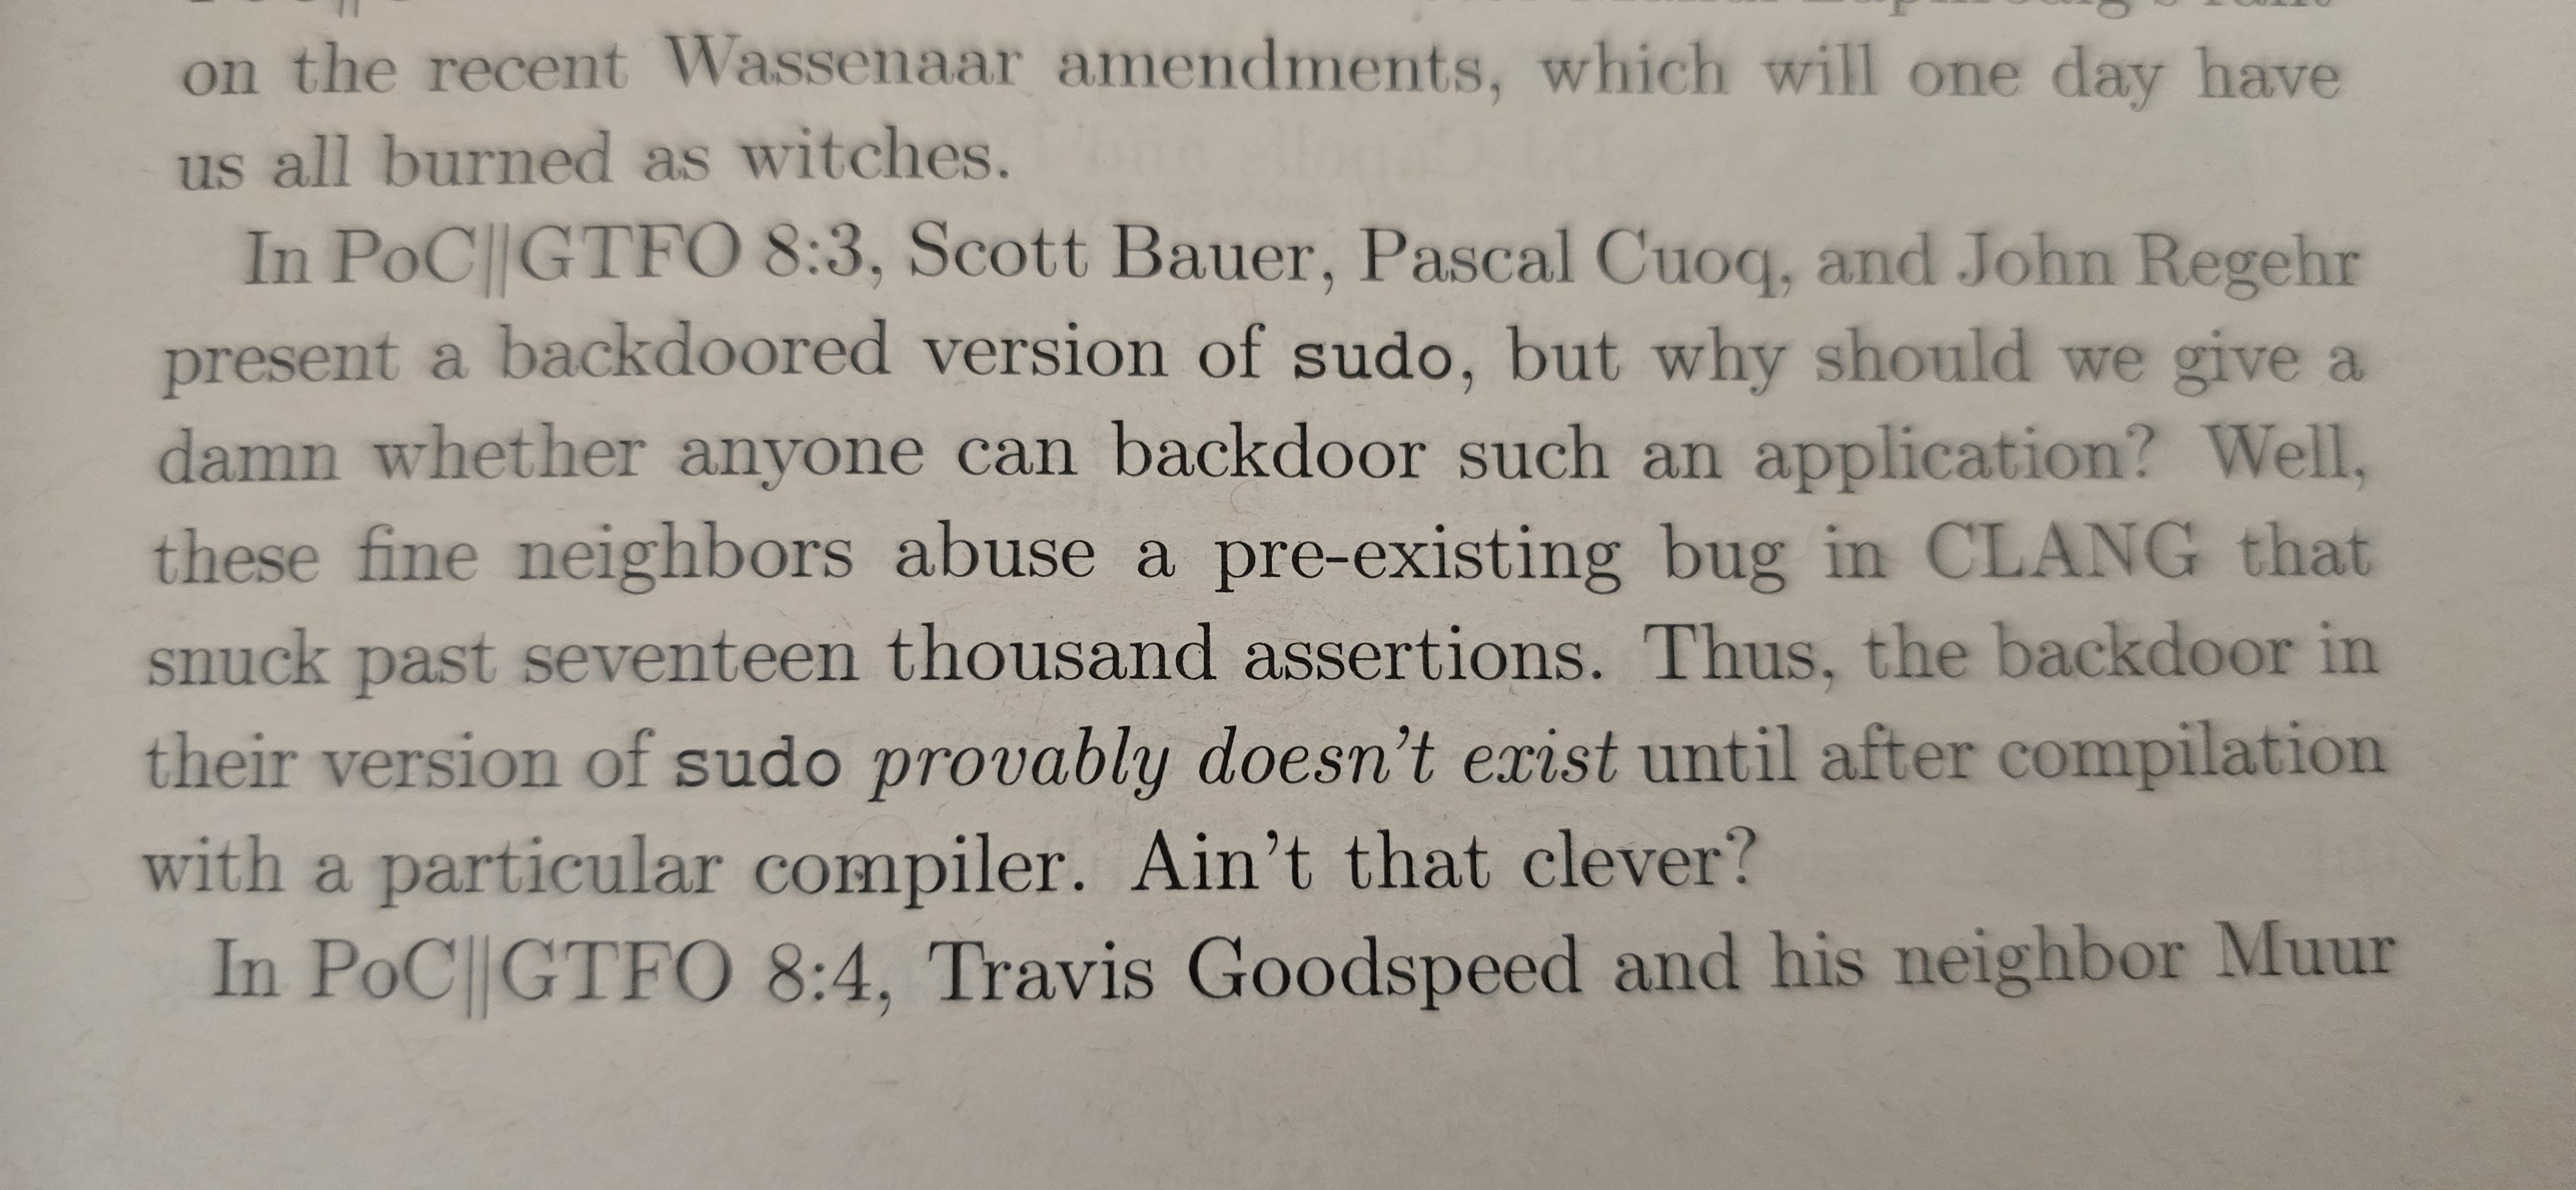 on the recent Wassenaar amendments, which will one day have
us all burned as witches.
In PoC||GTFO 8:3, Scott Bauer, Pascal Cuoq, and John Regehr
present a backdoored version of sudo, but why should we give a
damn whether anyone can backdoor such an application? Well,
these fine neighbors abuse a pre-existing bug in CLANG that
snuck past seventeen thousand assertions. Thus, the backdoor in
their version of sudo provably doesn't exist until after compilation
with a particular compiler. Ain't that clever?
In PoC||GTFO 8:4, Travis Goodspeed and his neighbor Muur